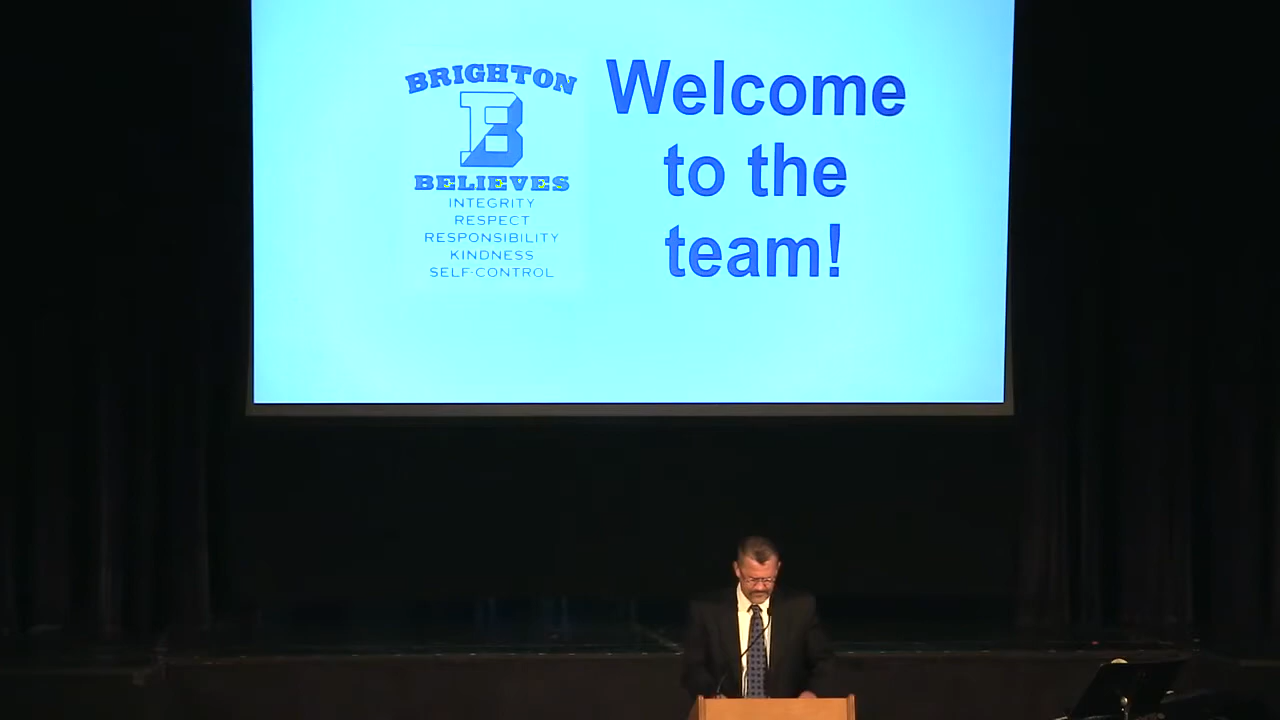 BRIGHTON
B
BELIEVES
INTEGRITY
RESPECT
RESPONSIBILITY
KINDNESS
SELF-CONTROL
Welcome
to the
team!